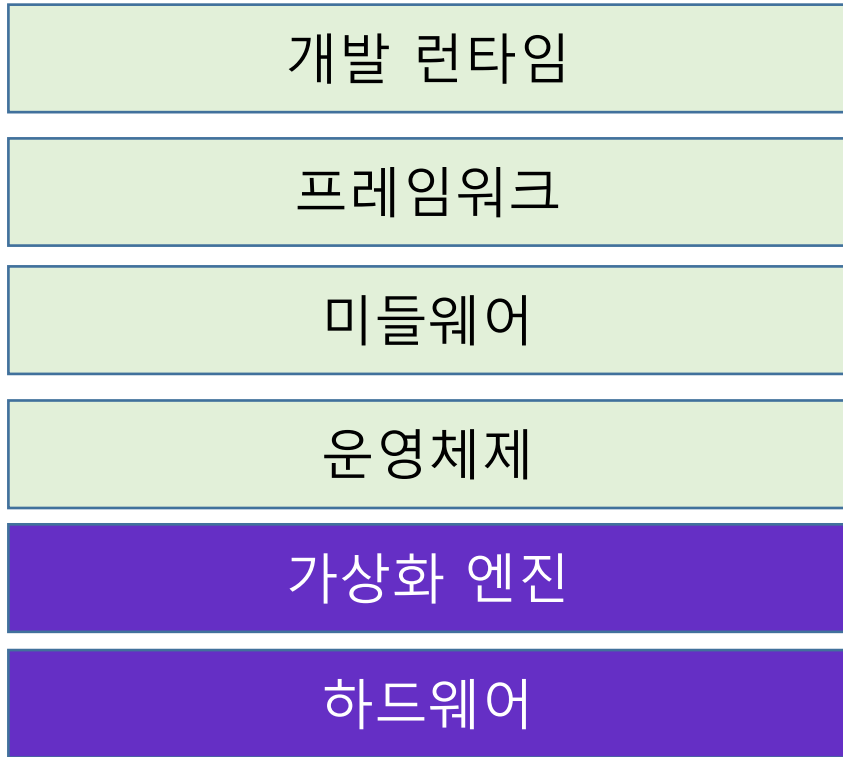 개발 런타임
프레임워크
미들웨어
운영체제
가상화 엔진
하드웨어